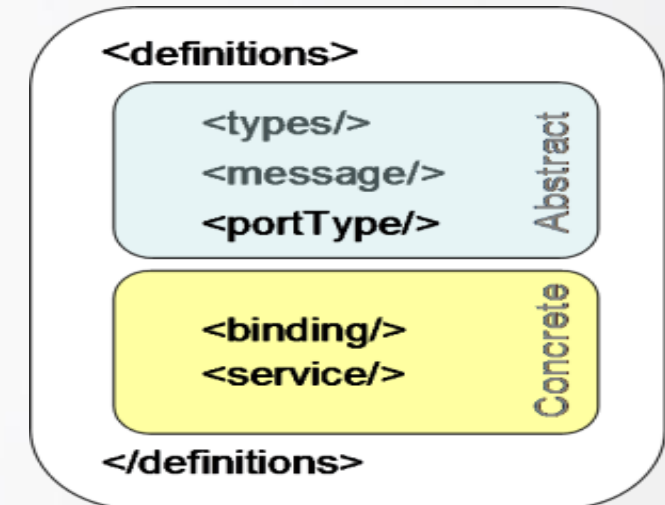 <definitions>
<types/>
<message/>
<portType/>
Abstract
<binding/>
<service/>
Concrete
</definitions>